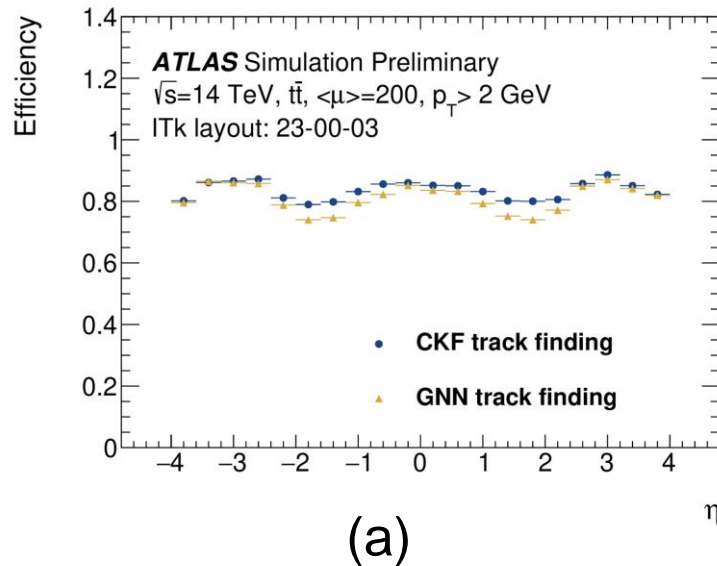 Efficiency
1.4
1.2
1
0.8
0.6
0.4
0.2
0
ATLAS Simulation Preliminary
√s=14 TeV, tt̄, <μ>=200, p_T> 2 GeV
ITk layout: 23-00-03
CKF track finding
GNN track finding
−4 −3 −2 −1 0 1 2 3 4
η
(a)